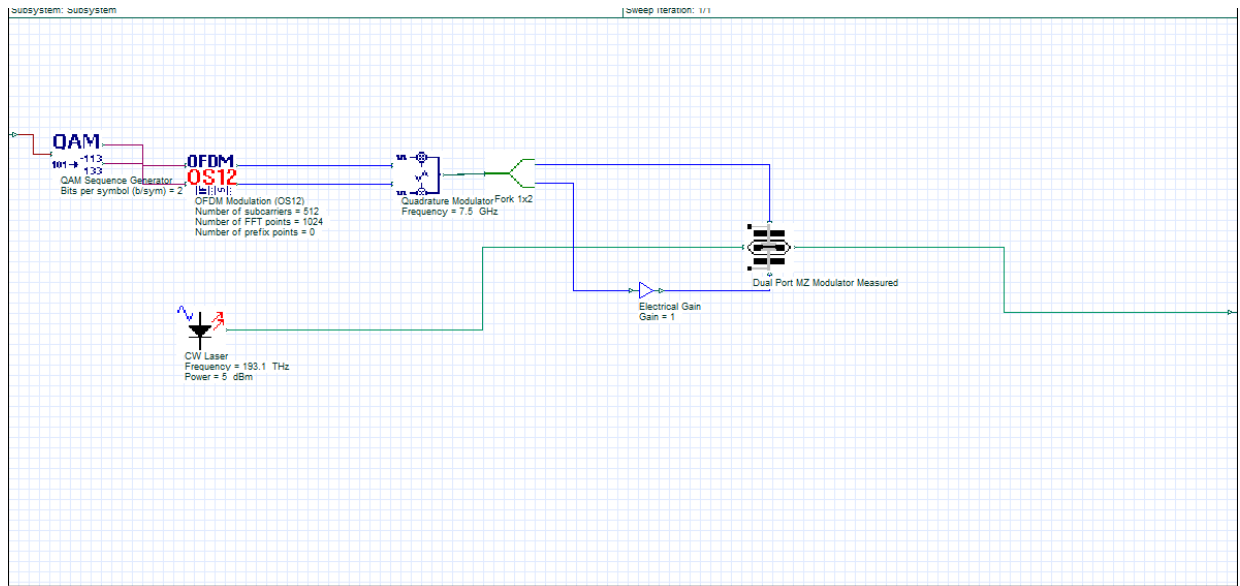 Subsystem: Subsystem
Sweep Iteration: 1/1
QAM
101 -113
133
QAM Sequence Generator
Bits per symbol (b/sym) = 2
OFDM
OS12
OFDM Modulation (OS12)
Number of subcarriers = 512
Number of FFT points = 1024
Number of prefix points = 0
Quadrature Modulator
Frequency = 7.5 GHz
Fork 1x2
Dual Port MZ Modulator Measured
Electrical Gain
Gain = 1
CW Laser
Frequency = 193.1 THz
Power = 5 dBm